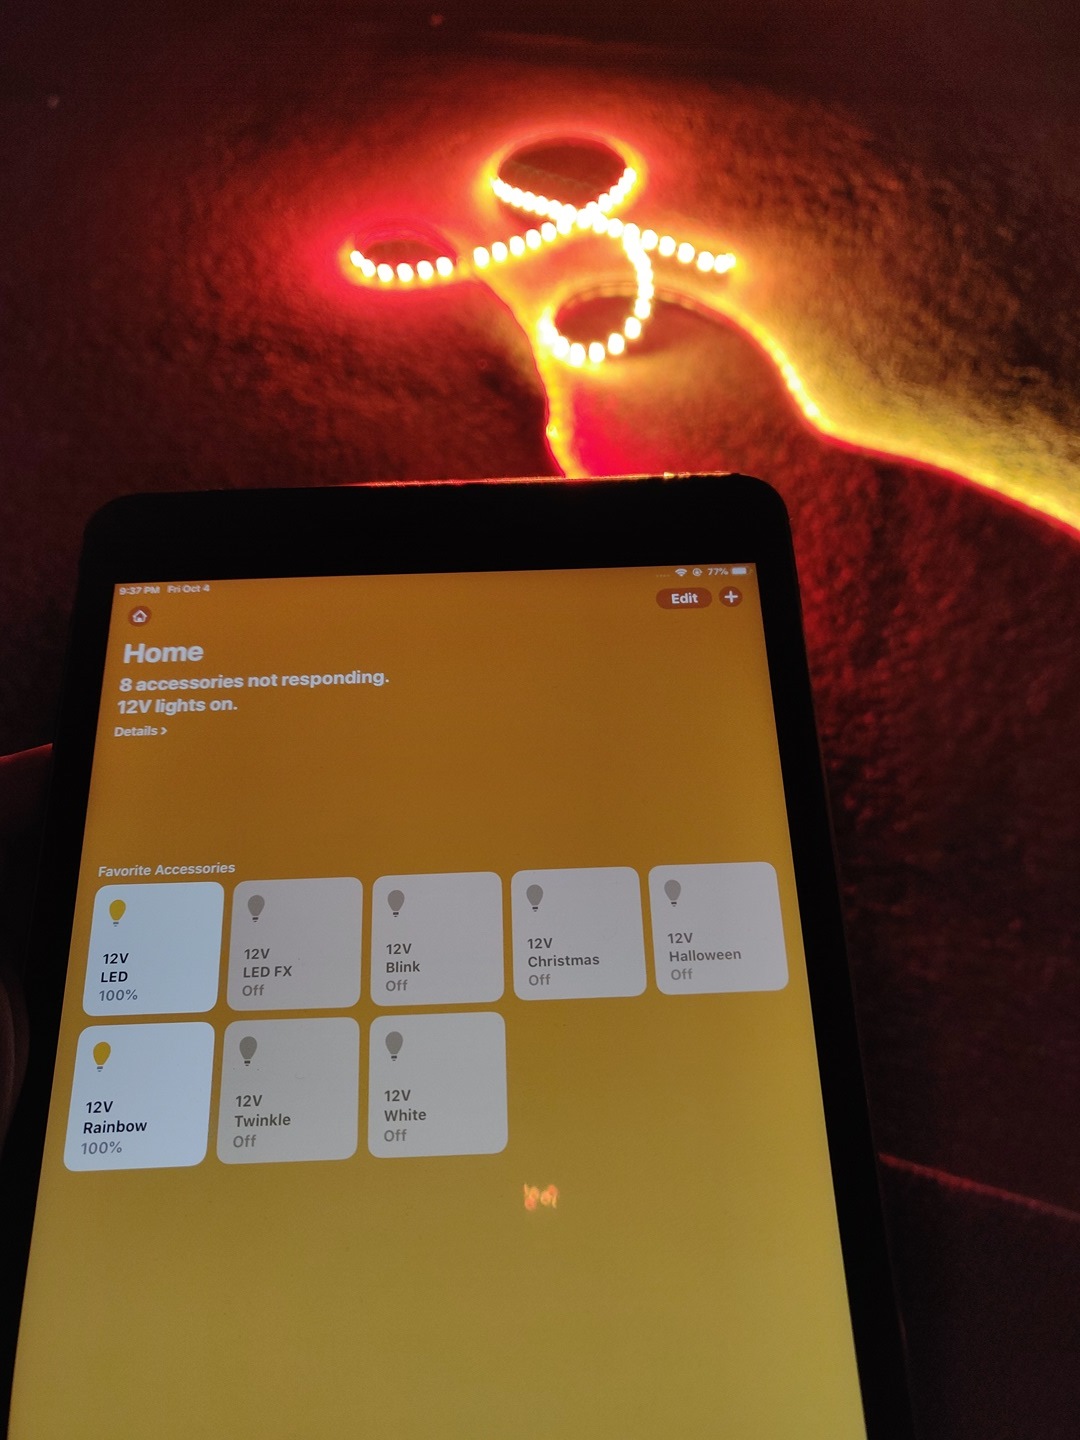 9:37 PM Fri Oct 4
77%
Edit
Home
8 accessories not responding.
12V lights on.
Details >
Favorite Accessories
12V
LED
100%
12V
LED FX
Off
12V
Blink
Off
12V
Christmas
Off
12V
Halloween
Off
12V
Rainbow
100%
12V
Twinkle
Off
12V
White
Off